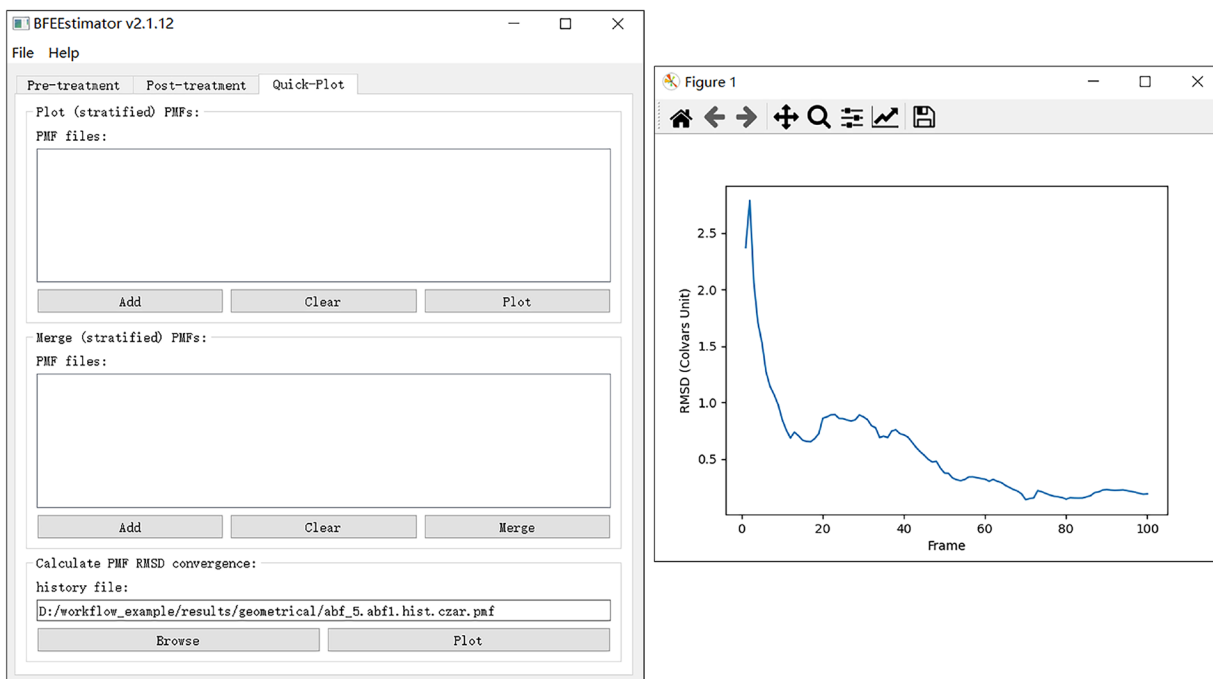 BFEEstimator v2.1.12
File Help
Pre-treatment Post-treatment Quick-Plot
Plot (stratified) PMFs:
PMF files:
Add Clear Plot
Merge (stratified) PMFs:
PMF files:
Add Clear Merge
Calculate PMF RMSD convergence:
history file:
D:/workflow_example/results/geometrical/abf_5.abf1.hist.czar.pmf
Browse Plot
Figure 1
2.5
2.0
1.5
1.0
0.5
RMSD (Colvars Unit)
0 20 40 60 80 100
Frame